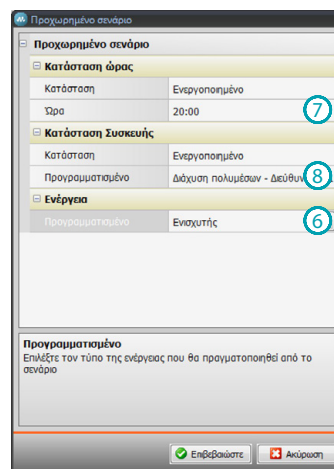 Προχωρημένο σενάριο
Προχωρημένο σενάριο
Κατάσταση ώρας
Κατάσταση Ενεργοποιημένο
Ώρα 20:00 7
Κατάσταση Συσκευής
Κατάσταση Ενεργοποιημένο
Προγραμματισμένο Διάχυση πολυμέσων - Διεύθυν 8
Ενέργεια
Προγραμματισμένο Ενισχυτής 6
Προγραμματισμένο
Επιλέξτε τον τύπο της ενέργειας που θα πραγματοποιηθεί από το
σενάριο
Επιβεβαιώστε Ακύρωση